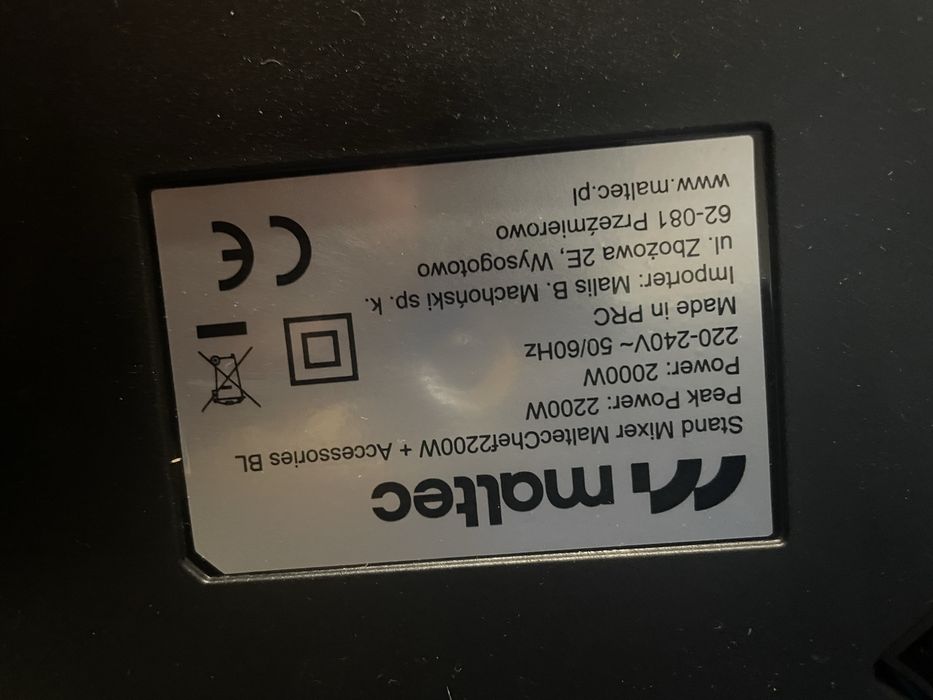 maltec
Stand Mixer MaltecChef2200W + Accessories BL
Peak Power: 2200W
Power: 2000W
220-240V~ 50/60Hz
Made in PRC
Importer: Malis B. Machoński sp. k.
ul. Zbożowa 2E, Wysogotowo
62-081 Przeźmierowo
www.maltec.pl
CE